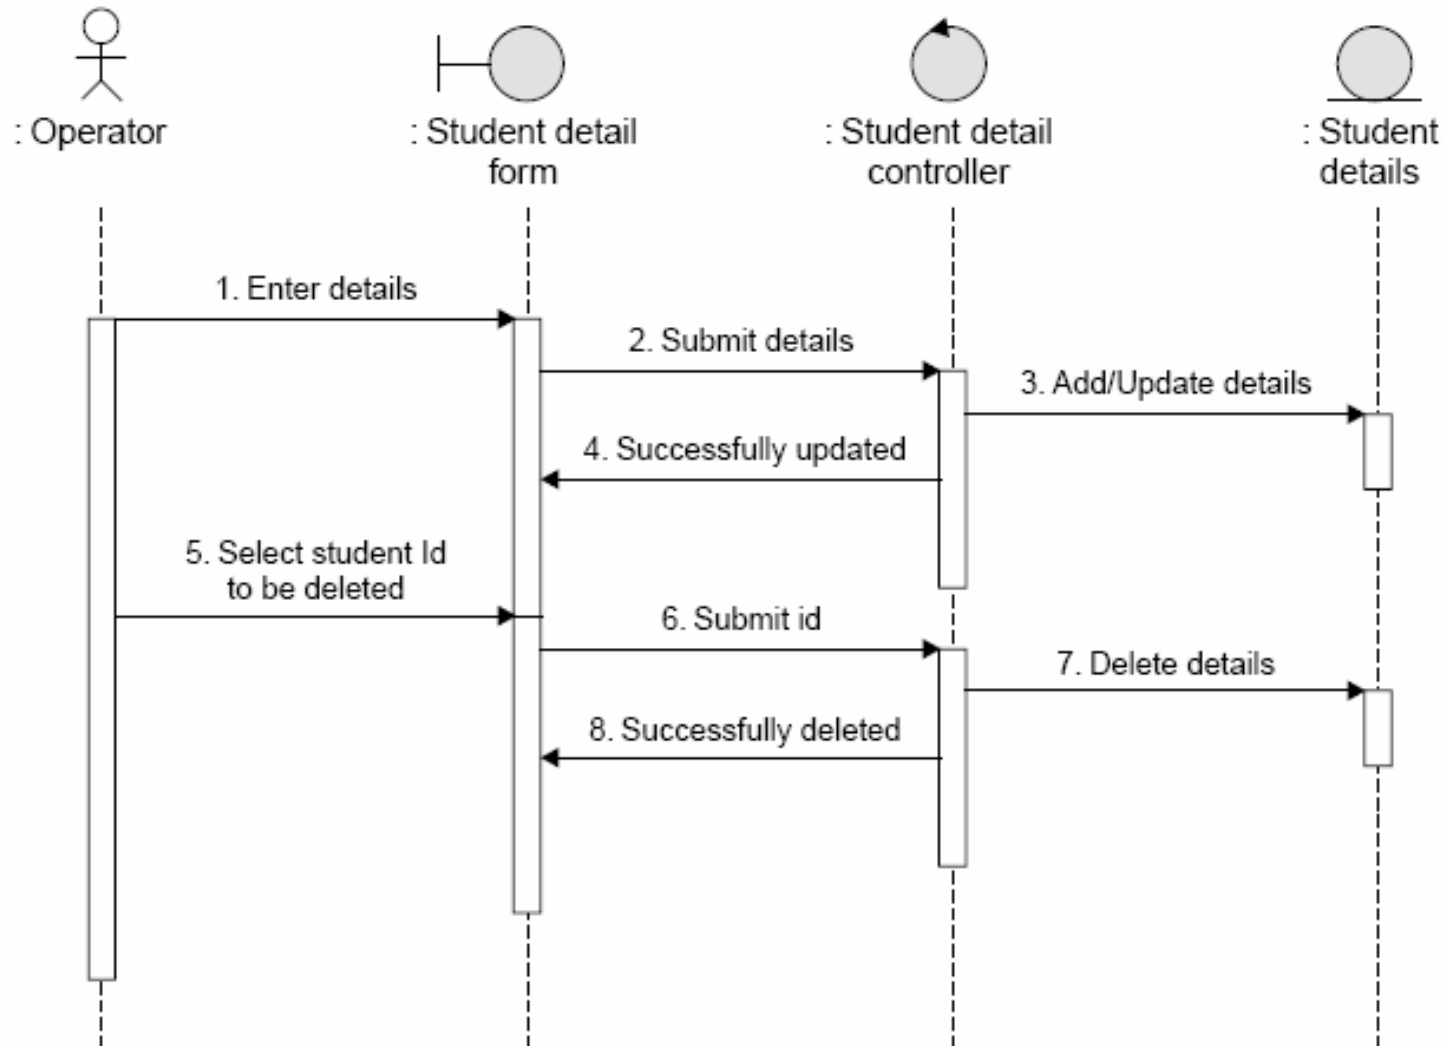 : Operator
: Student detail
form
: Student detail
controller
: Student
details
1. Enter details
2. Submit details
3. Add/Update details
4. Successfully updated
5. Select student Id
to be deleted
6. Submit id
7. Delete details
8. Successfully deleted